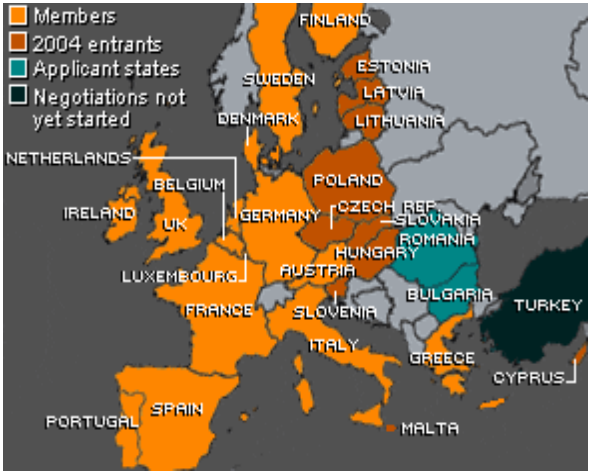 Members
2004 entrants
Applicant states
Negotiations not
yet started
FINLAND
SWEDEN
ESTONIA
LATVIA
LITHUANIA
DENMARK
NETHERLANDS
BELGIUM
IRELAND
UK
GERMANY
POLAND
CZECH REP.
SLOVAKIA
ROMANIA
HUNGARY
LUXEMBOURG
AUSTRIA
FRANCE
SLOVENIA
BULGARIA
TURKEY
ITALY
GREECE
CYPRUS
PORTUGAL
SPAIN
MALTA